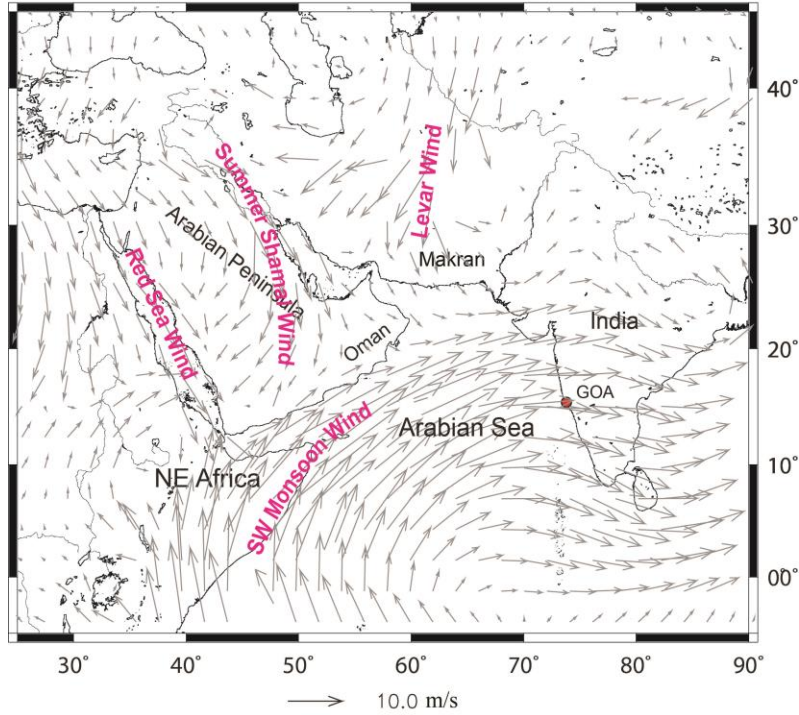 40°
30°
20°
10°
00°
Summer Shamal Wind
Levar Wind
Arabian Peninsula
Makran
Red Sea Wind
India
Oman
GOA
Arabian Sea
SW Monsoon Wind
NE Africa
30° 40° 50° 60° 70° 80° 90°
10.0 m/s